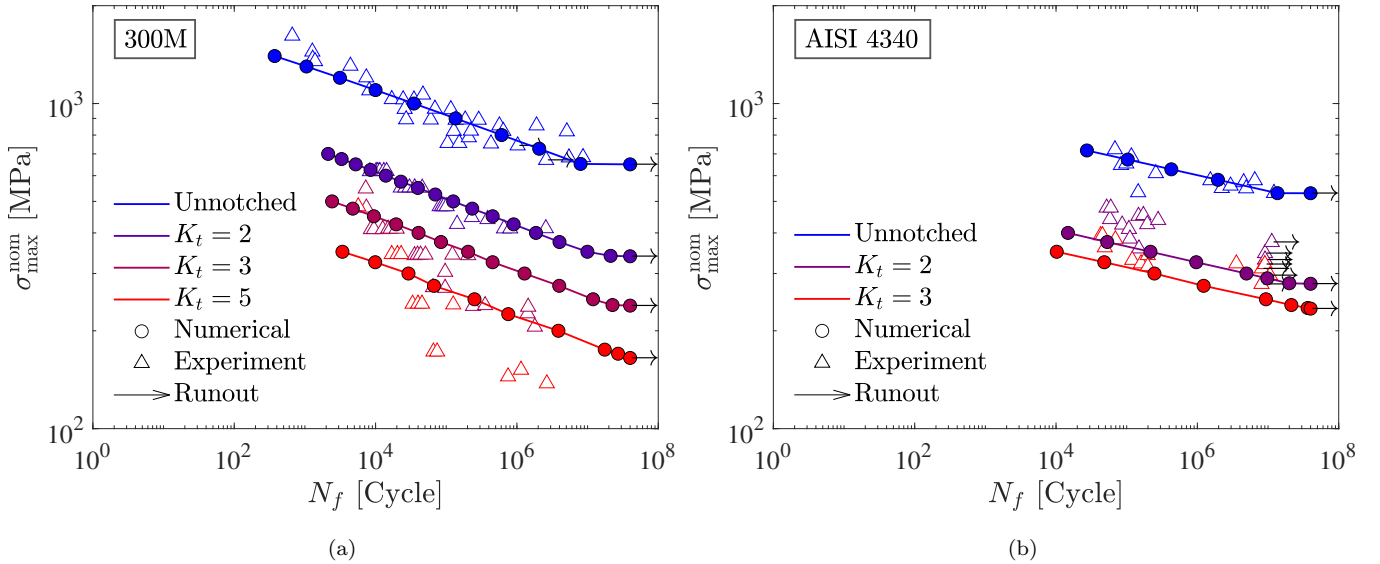 300M
10^3
10^2
σ_max^nom [MPa]
Unnotched
K_t = 2
K_t = 3
K_t = 5
Numerical
Experiment
Runout
10^0
10^2
10^4
10^6
10^8
N_f [Cycle]
(a)
AISI 4340
10^3
10^2
σ_max^nom [MPa]
Unnotched
K_t = 2
K_t = 3
Numerical
Experiment
Runout
10^0
10^2
10^4
10^6
10^8
N_f [Cycle]
(b)